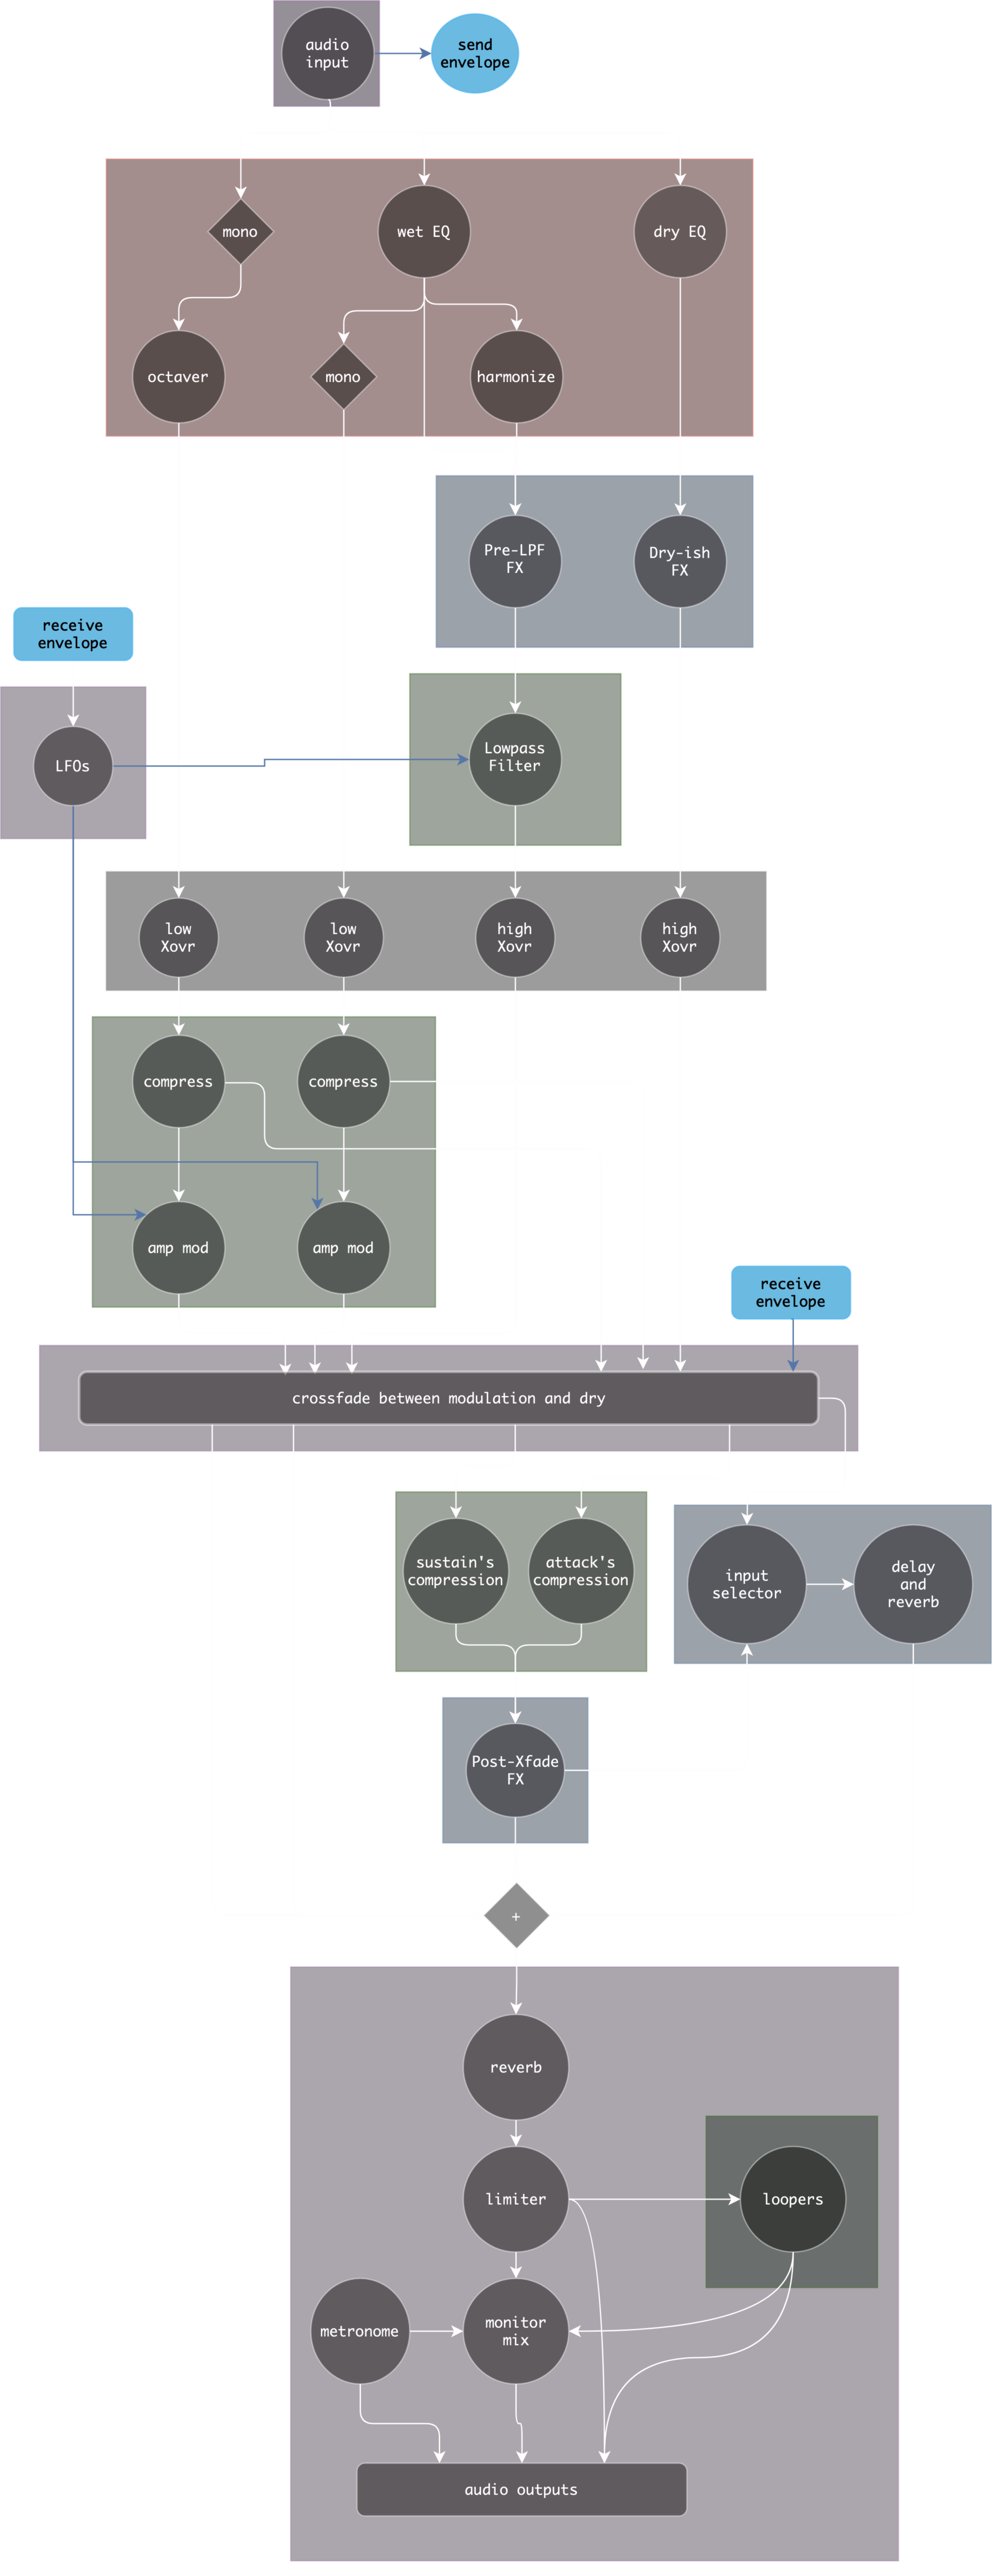 audio
input
send
envelope
mono
wet EQ
dry EQ
octaver
mono
harmonize
Pre-LPF
FX
Dry-ish
FX
receive
envelope
LFOs
Lowpass
Filter
low
Xovr
low
Xovr
high
Xovr
high
Xovr
compress
compress
amp mod
amp mod
receive
envelope
crossfade between modulation and dry
sustain's
compression
attack's
compression
input
selector
delay
and
reverb
Post-Xfade
FX
+
reverb
limiter
loopers
metronome
monitor
mix
audio outputs